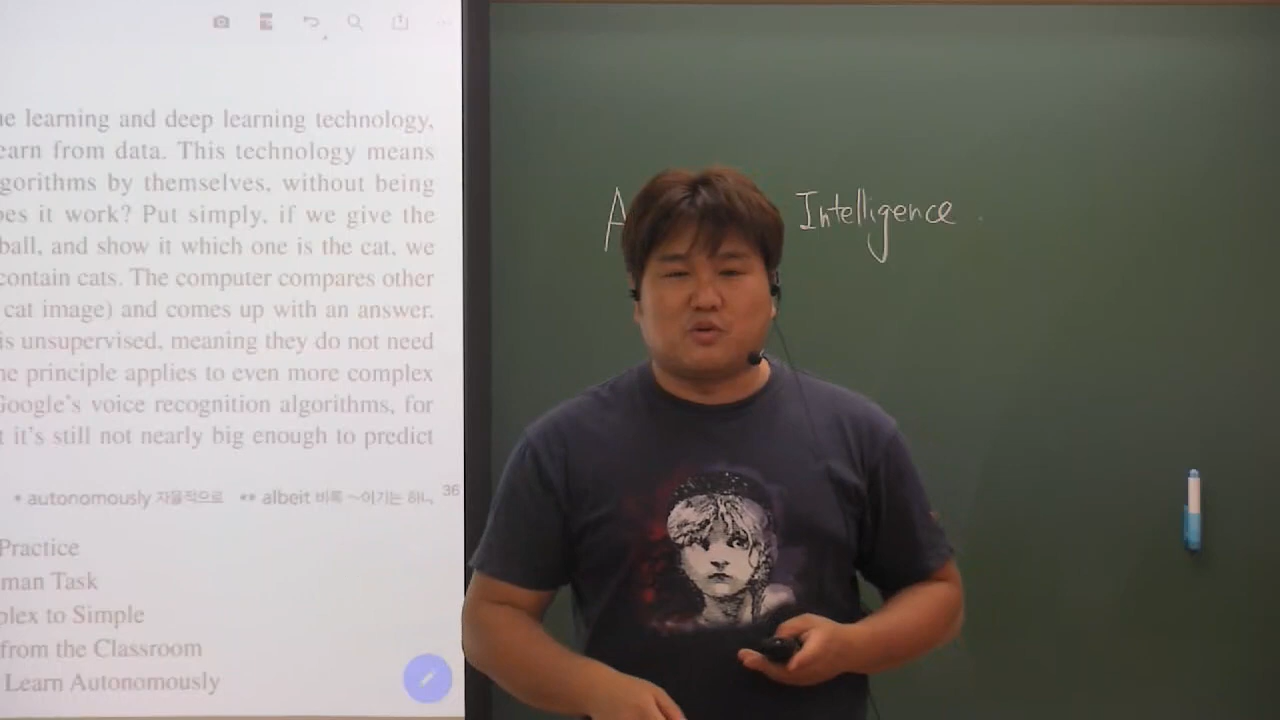 ue learning and deep learning technology,
earn from data. This technology means
gorithms by themselves, without being
oes it work? Put simply, if we give the
ball, and show it which one is the cat, we
contain cats. The computer compares other
cat image) and comes up with an answer.
is unsupervised, meaning they do not need
ne principle applies to even more complex
Google's voice recognition algorithms, for
t it's still not nearly big enough to predict
* autonomously 자율적으로 ** albeit 비록 ~이기는 하나, 36
Practice
man Task
plex to Simple
from the Classroom
Learn Autonomously
A Intelligence